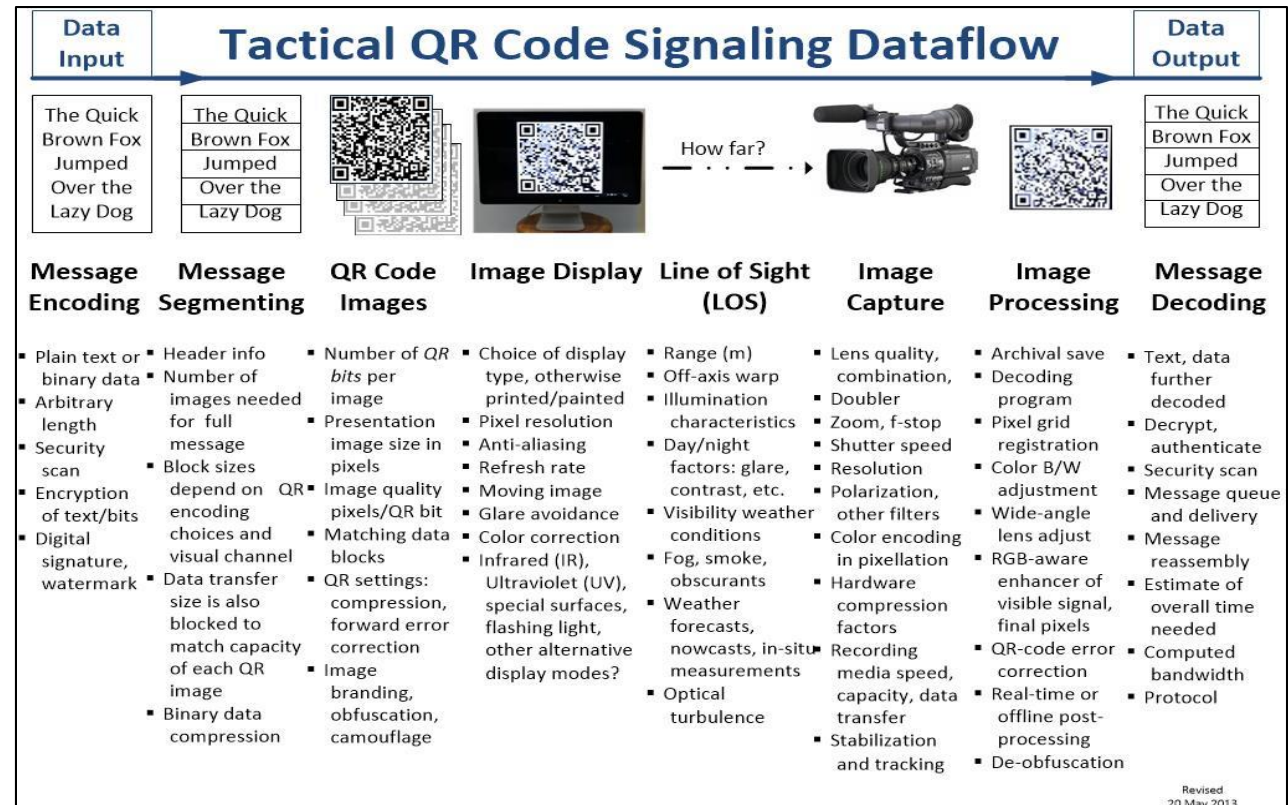 Data
Input
Tactical QR Code Signaling Dataflow
Data
Output
The Quick
Brown Fox
Jumped
Over the
Lazy Dog
The Quick
Brown Fox
Jumped
Over the
Lazy Dog
How far?
The Quick
Brown Fox
Jumped
Over the
Lazy Dog
Message
Encoding
▪ Plain text or
binary data
▪ Arbitrary
length
▪ Security
scan
▪ Encryption
of text/bits
▪ Digital
signature,
watermark
Message
Segmenting
▪ Header info
▪ Number of
images needed
for full
message
▪ Block sizes
depend on QR
encoding
choices and
visual channel
▪ Data transfer
size is also
blocked to
match capacity
of each QR
image
▪ Binary data
compression
QR Code
Images
▪ Number of QR
bits per
image
▪ Presentation
image size in
pixels
▪ Image quality
pixels/QR bit
▪ Matching data
blocks
▪ QR settings:
compression,
forward error
correction
▪ Image
branding,
obfuscation,
camouflage
Image Display
▪ Choice of display
type, otherwise
printed/painted
▪ Pixel resolution
▪ Anti-aliasing
▪ Refresh rate
▪ Moving image
▪ Glare avoidance
▪ Color correction
▪ Infrared (IR),
Ultraviolet (UV),
special surfaces,
flashing light,
other alternative
display modes?
Line of Sight
(LOS)
▪ Range (m)
▪ Off-axis warp
▪ Illumination
characteristics
▪ Day/night
factors: glare,
contrast, etc.
▪ Visibility weather
conditions
▪ Fog, smoke,
obscurants
▪ Weather
forecasts,
nowcasts, in-situ
measurements
▪ Optical
turbulence
Image
Capture
▪ Lens quality,
combination,
▪ Doubler
▪ Zoom, f-stop
▪ Shutter speed
▪ Resolution
▪ Polarization,
other filters
▪ Color encoding
in pixellation
▪ Hardware
compression
factors
▪ Recording
media speed,
capacity, data
transfer
▪ Stabilization
and tracking
Image
Processing
▪ Archival save
▪ Decoding
program
▪ Pixel grid
registration
▪ Color B/W
adjustment
▪ Wide-angle
lens adjust
▪ RGB-aware
enhancer of
visible signal,
final pixels
▪ QR-code error
correction
▪ Real-time or
offline post-
processing
▪ De-obfuscation
Message
Decoding
▪ Text, data
further
decoded
▪ Decrypt,
authenticate
▪ Security scan
▪ Message queue
and delivery
▪ Message
reassembly
▪ Estimate of
overall time
needed
▪ Computed
bandwidth
▪ Protocol
Revised
20 May 2013